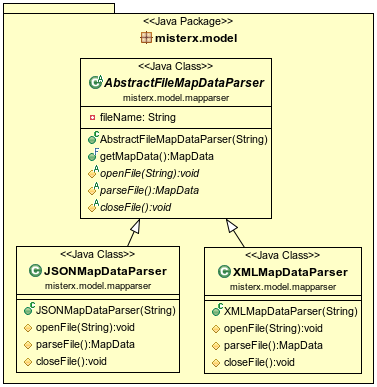 <<Java Package>>
misterx.model
<<Java Class>>
AbstractFileMapDataParser
misterx.model.mapparser
fileName: String
AbstractFileMapDataParser(String)
getMapData():MapData
openFile(String):void
parseFile():MapData
closeFile():void
<<Java Class>>
JSONMapDataParser
misterx.model.mapparser
JSONMapDataParser(String)
openFile(String):void
parseFile():MapData
closeFile():void
<<Java Class>>
XMLMapDataParser
misterx.model.mapparser
XMLMapDataParser(String)
openFile(String):void
parseFile():MapData
closeFile():void